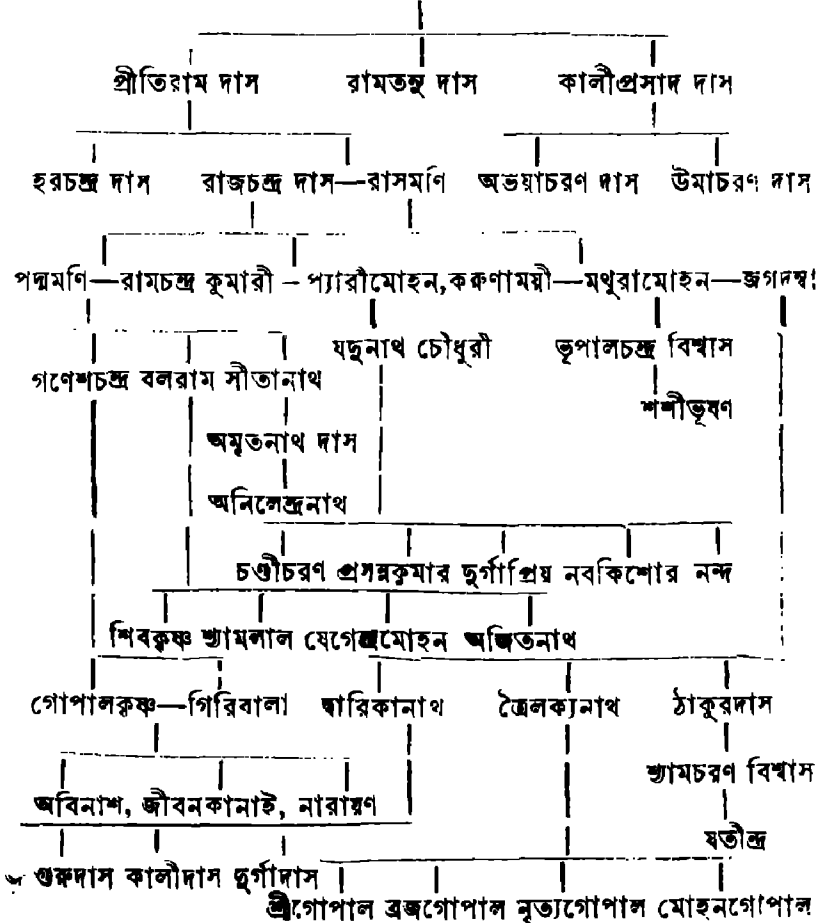 প্রীতিরাম দাস রামতনু দাস কালীপ্রসাদ দাস
হরচন্দ্র দাস রাজচন্দ্র দাস—রাসমণি অভয়াচরণ দাস উমাচরণ দাস
পদ্মমণি—রামচন্দ্র কুমারী – প্যারীমোহন, করুণাময়ী—মথুরামোহন—জগদম্বা
যদুনাথ চৌধুরী ভূপালচন্দ্র বিশ্বাস
গণেশচন্দ্র বলরাম সীতানাথ
শশীভূষণ
অমৃতনাথ দাস
অনিলেন্দ্রনাথ
চণ্ডীচরণ প্রসন্নকুমার দুর্গাপ্রিয় নবকিশোর নন্দ
শিবকৃষ্ণ শ্যামলাল যেগেন্দ্রমোহন অজিতনাথ
গোপালকৃষ্ণ—গিরিবালা দ্বারিকানাথ ত্রৈলক্যনাথ ঠাকুরদাস
শ্যামচরণ বিশ্বাস
অবিনাশ, জীবনকানাই, নারায়ণ
যতীন্দ্র
গুরুদাস কালীদাস দুর্গাদাস
শ্রীগোপাল ব্রজগোপাল নৃত্যগোপাল মোহনগোপাল